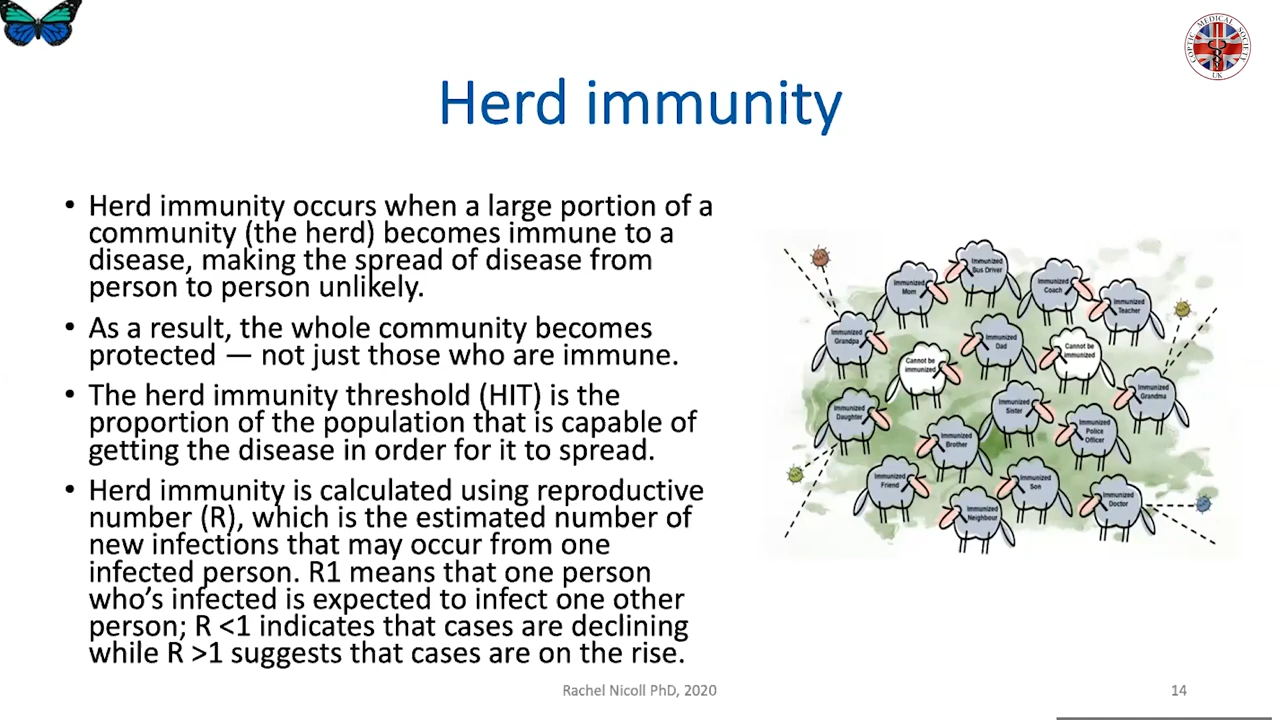 COPTIC MEDICAL SOCIETY
UK
Herd immunity
• Herd immunity occurs when a large portion of a
community (the herd) becomes immune to a
disease, making the spread of disease from
person to person unlikely.
• As a result, the whole community becomes
protected — not just those who are immune.
• The herd immunity threshold (HIT) is the
proportion of the population that is capable of
getting the disease in order for it to spread.
• Herd immunity is calculated using reproductive
number (R), which is the estimated number of
new infections that may occur from one
infected person. R1 means that one person
who’s infected is expected to infect one other
person; R <1 indicates that cases are declining
while R >1 suggests that cases are on the rise.
Immunized
Bus Driver
Immunized
Mom
Immunized
Coach
Immunized
Teacher
Immunized
Grandpa
Immunized
Dad
Cannot be
immunized
Cannot be
immunized
Immunized
Grandma
Immunized
Daughter
Immunized
Sister
Immunized
Police
Officer
Immunized
Brother
Immunized
Friend
Immunized
Son
Immunized
Neighbour
Immunized
Doctor
Rachel Nicoll PhD, 2020
14